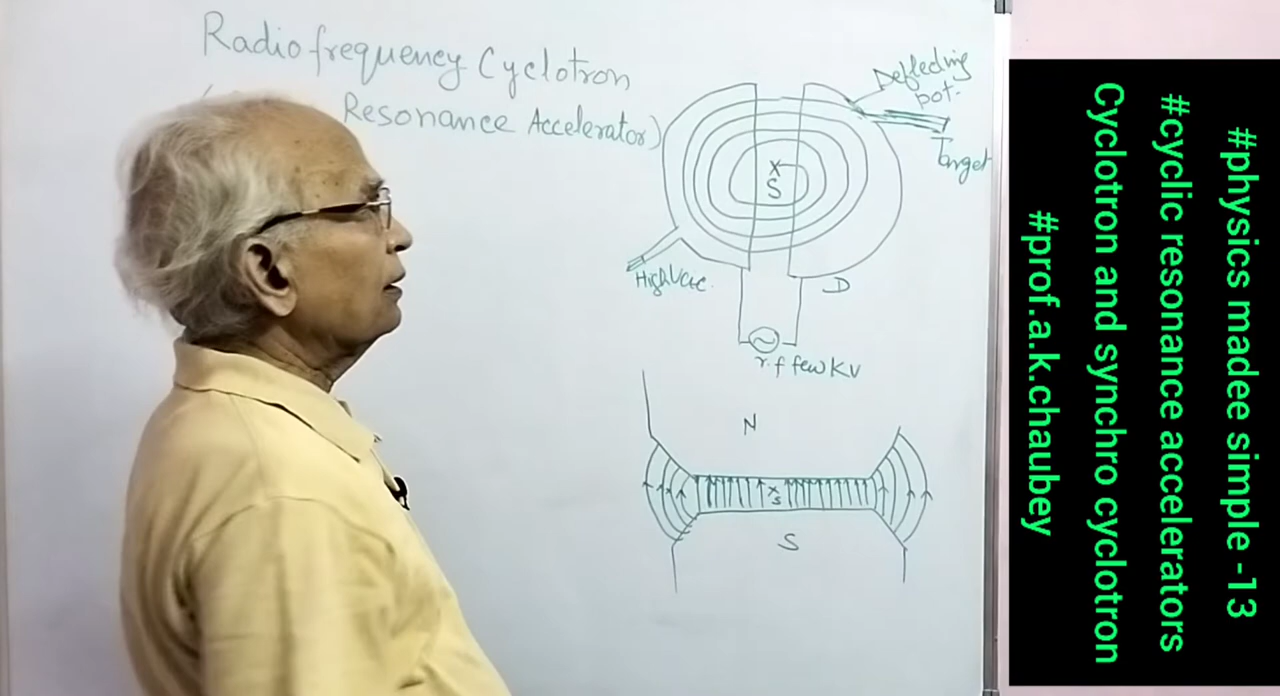 Radio frequency Cyclotron
(
Resonance Accelerator)
Deflecting
pot.
Target
X
S
High Vac.
D
r.f few KV
N
x
s
S
#physics madee simple -13
#cyclic resonance accelerators
Cyclotron and synchro cyclotron
#prof.a.k.chaubey